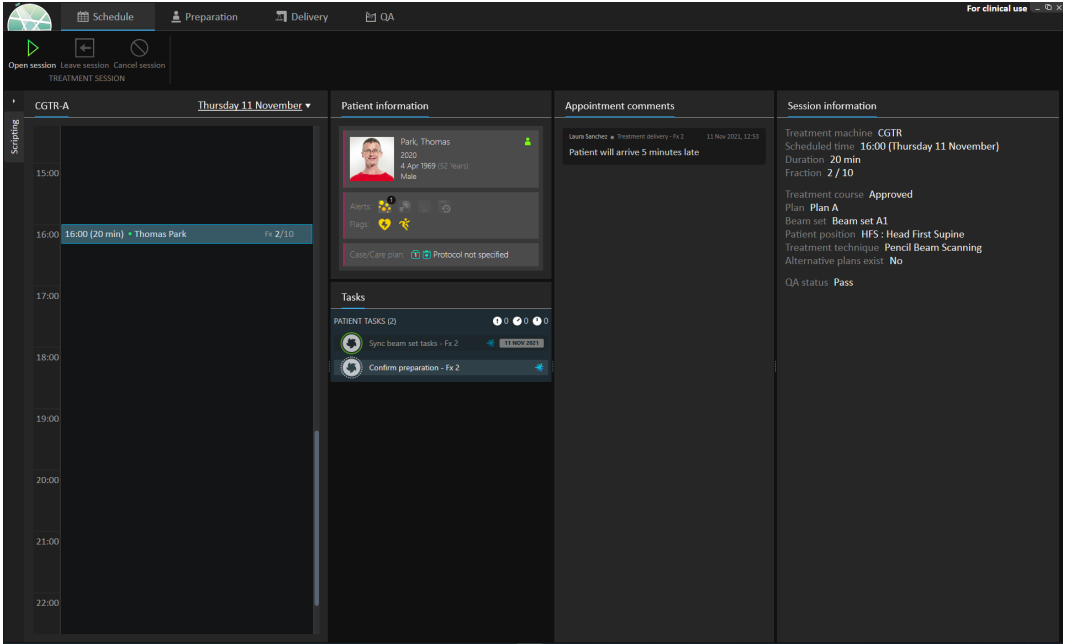 For clinical use
Schedule
Preparation
Delivery
QA
Open session
Leave session
Cancel session
TREATMENT SESSION
Scripting
CGTR-A
Thursday 11 November
15:00
16:00
16:00 (20 min) • Thomas Park
Fx 2/10
17:00
18:00
19:00
20:00
21:00
22:00
Patient information
Park, Thomas
2020
4 Apr 1969 (52 Years)
Male
Alerts:
1
Flags:
Case/Care plan: 1 Protocol not specified
Tasks
PATIENT TASKS (2)
0 0 0
Sync beam set tasks - Fx 2
11 NOV 2021
Confirm preparation - Fx 2
Appointment comments
Laura Sanchez ■ Treatment delivery - Fx 2
11 Nov 2021, 12:53
Patient will arrive 5 minutes late
Session information
Treatment machine CGTR
Scheduled time 16:00 (Thursday 11 November)
Duration 20 min
Fraction 2 / 10
Treatment course Approved
Plan Plan A
Beam set Beam set A1
Patient position HFS : Head First Supine
Treatment technique Pencil Beam Scanning
Alternative plans exist No
QA status Pass